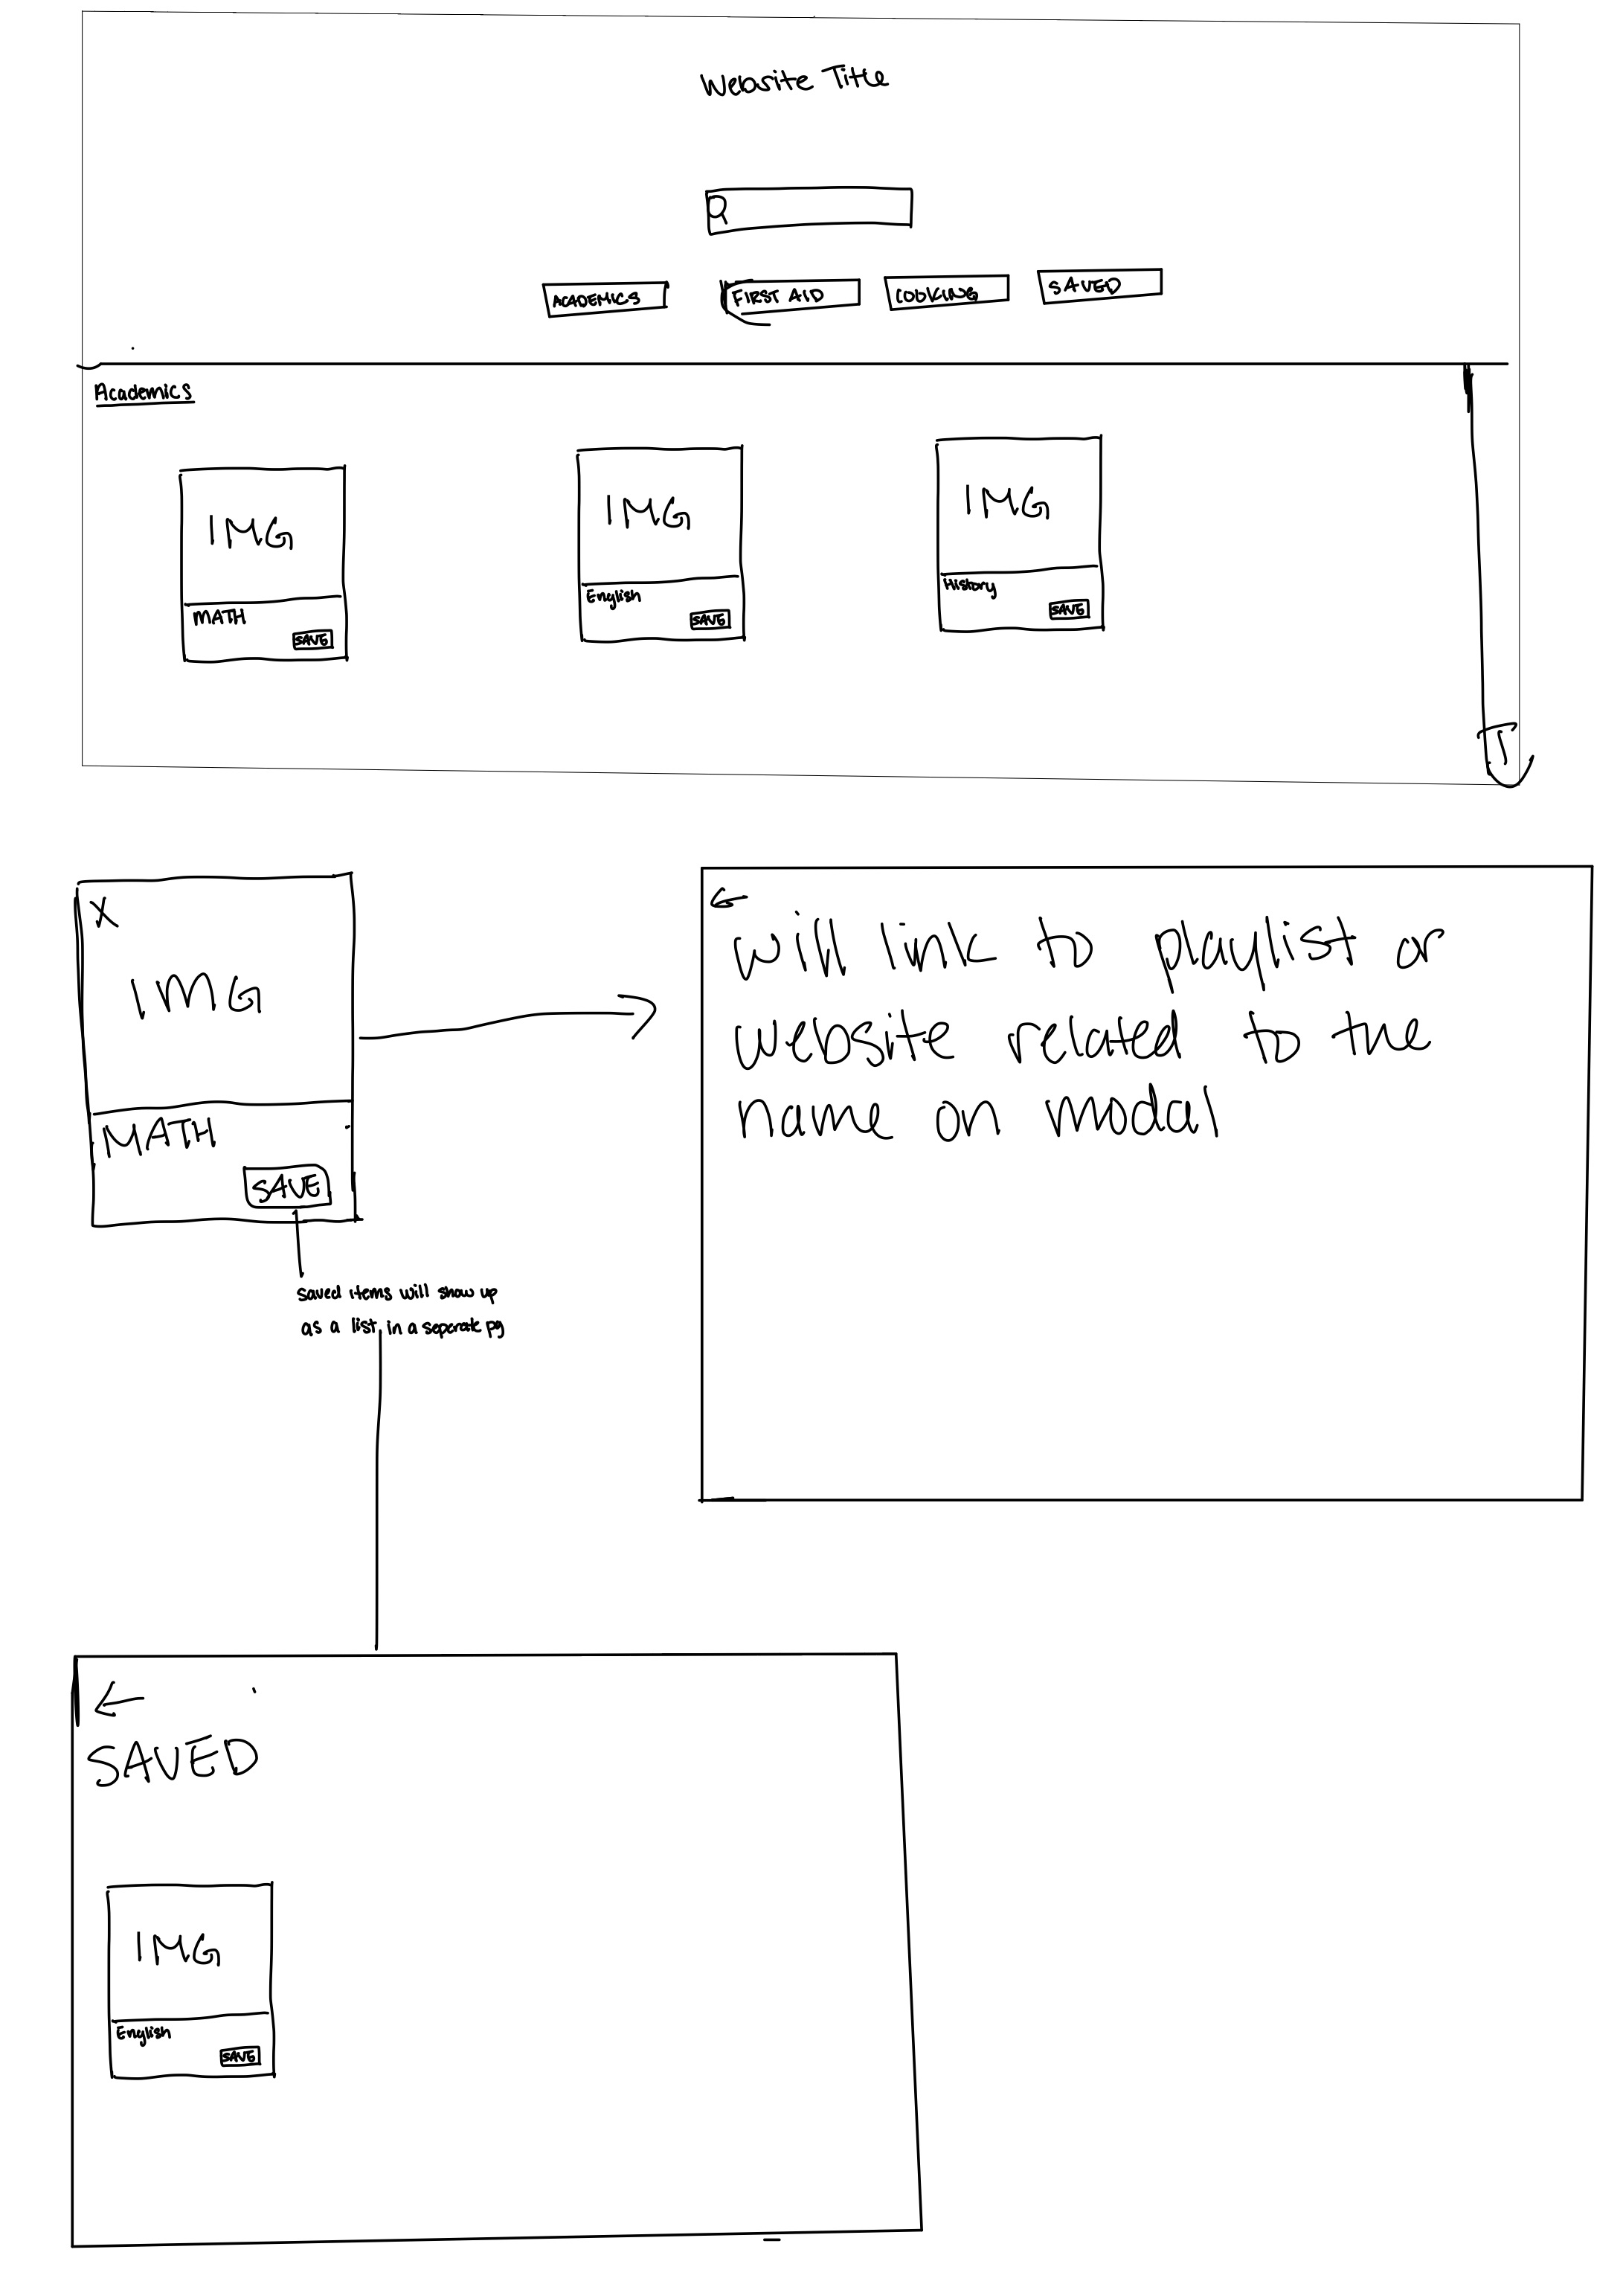 Website Title
ACADEMICS FIRST AID COOKING SAVED
Academics
IMG IMG IMG
MATH English History
SAVE SAVE SAVE
X
IMG
MATH
SAVE
will link to playlist or
website related to the
name on modal
saved items will show up
as a list in a separate pg
SAVED
IMG
English
SAVE